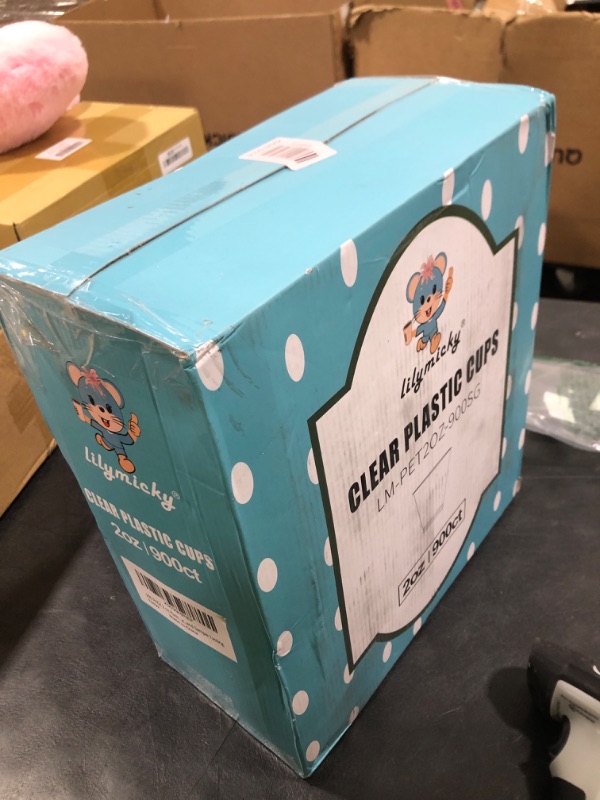 lilymicky®
CLEAR PLASTIC CUPS
LM-PET2OZ-900SG
2oz | 900ct
lilymicky®
CLEAR PLASTIC CUPS
2oz | 900ct